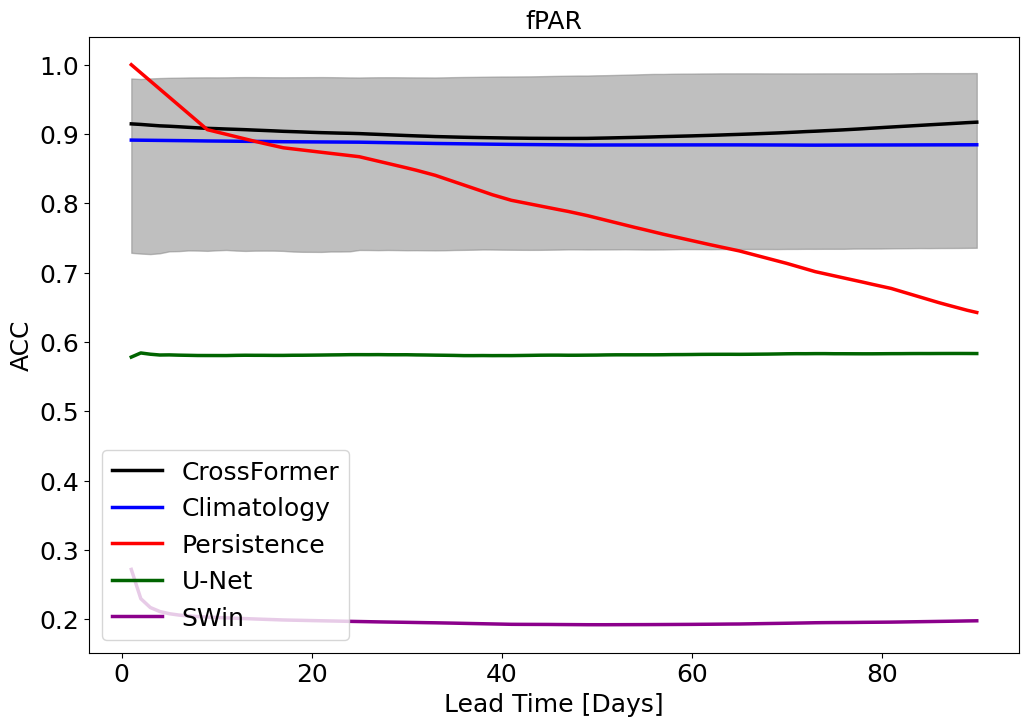 fPAR
ACC
1.0
0.9
0.8
0.7
0.6
0.5
0.4
0.3
0.2
CrossFormer
Climatology
Persistence
U-Net
SWin
0 20 40 60 80
Lead Time [Days]